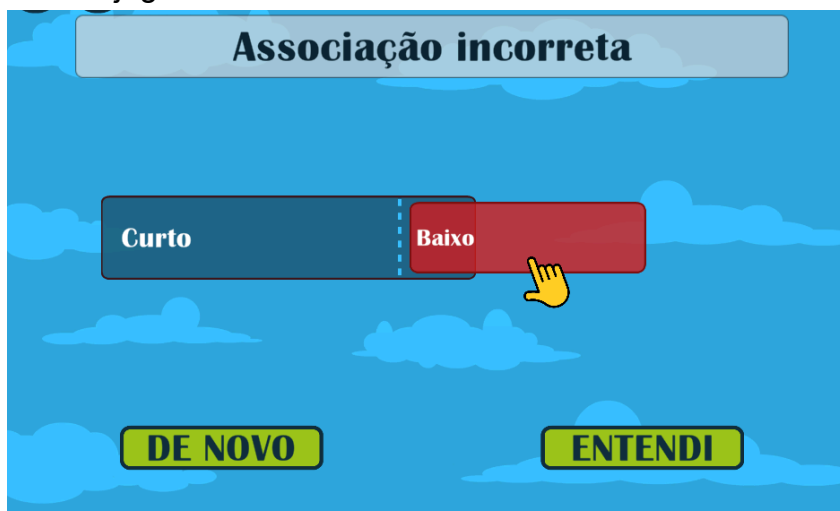 Associação incorreta
Curto
Baixo
DE NOVO
ENTENDI